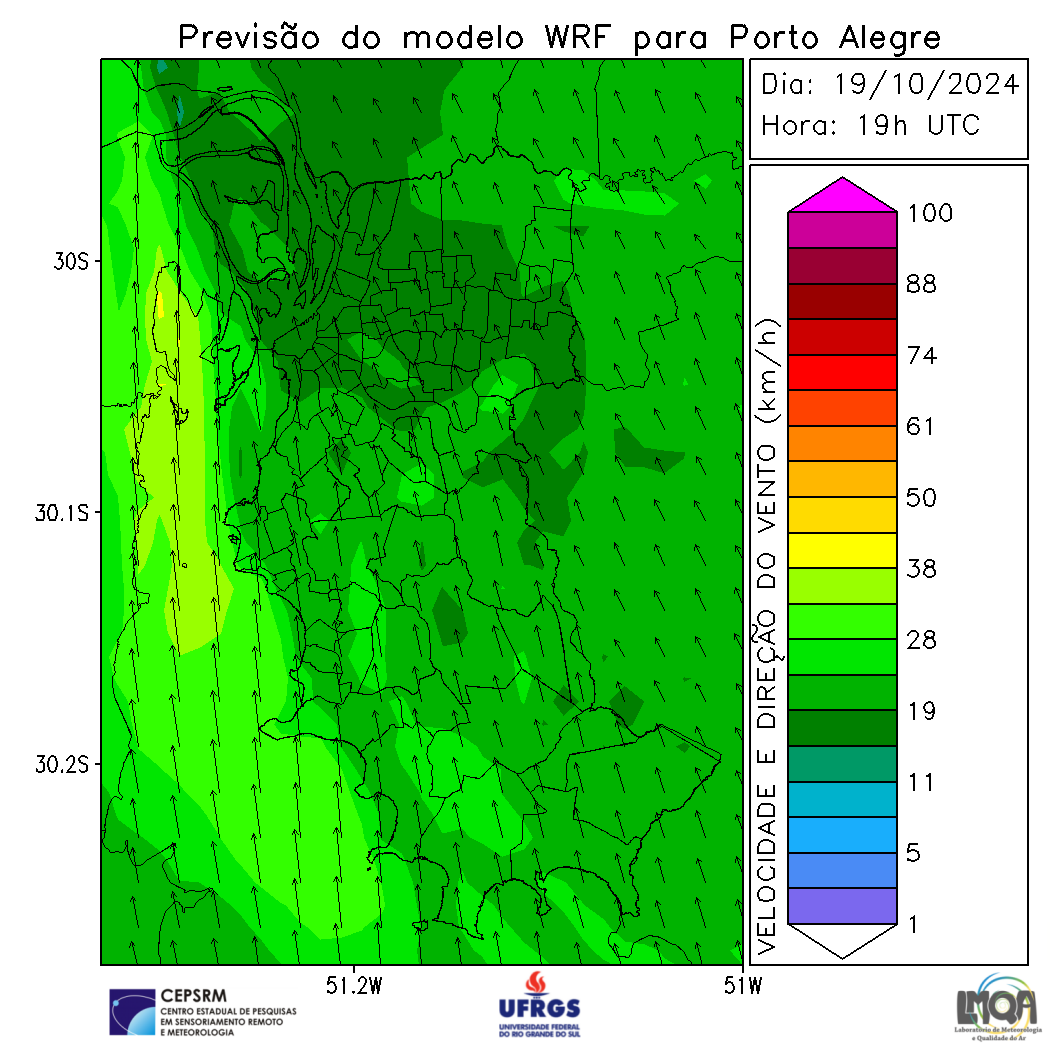 Previsão do modelo WRF para Porto Alegre
Dia: 19/10/2024
Hora: 19h UTC
100
88
74
61
50
38
28
19
11
5
1
VELOCIDADE E DIREÇÃO DO VENTO (km/h)
30S
30.1S
30.2S
51.2W
51W
CEPSRM
CENTRO ESTADUAL DE PESQUISAS
EM SENSORIAMENTO REMOTO
E METEOROLOGIA
UFRGS
UNIVERSIDADE FEDERAL
DO RIO GRANDE DO SUL
LMQA
Laboratório de Meteorologia
e Qualidade do Ar